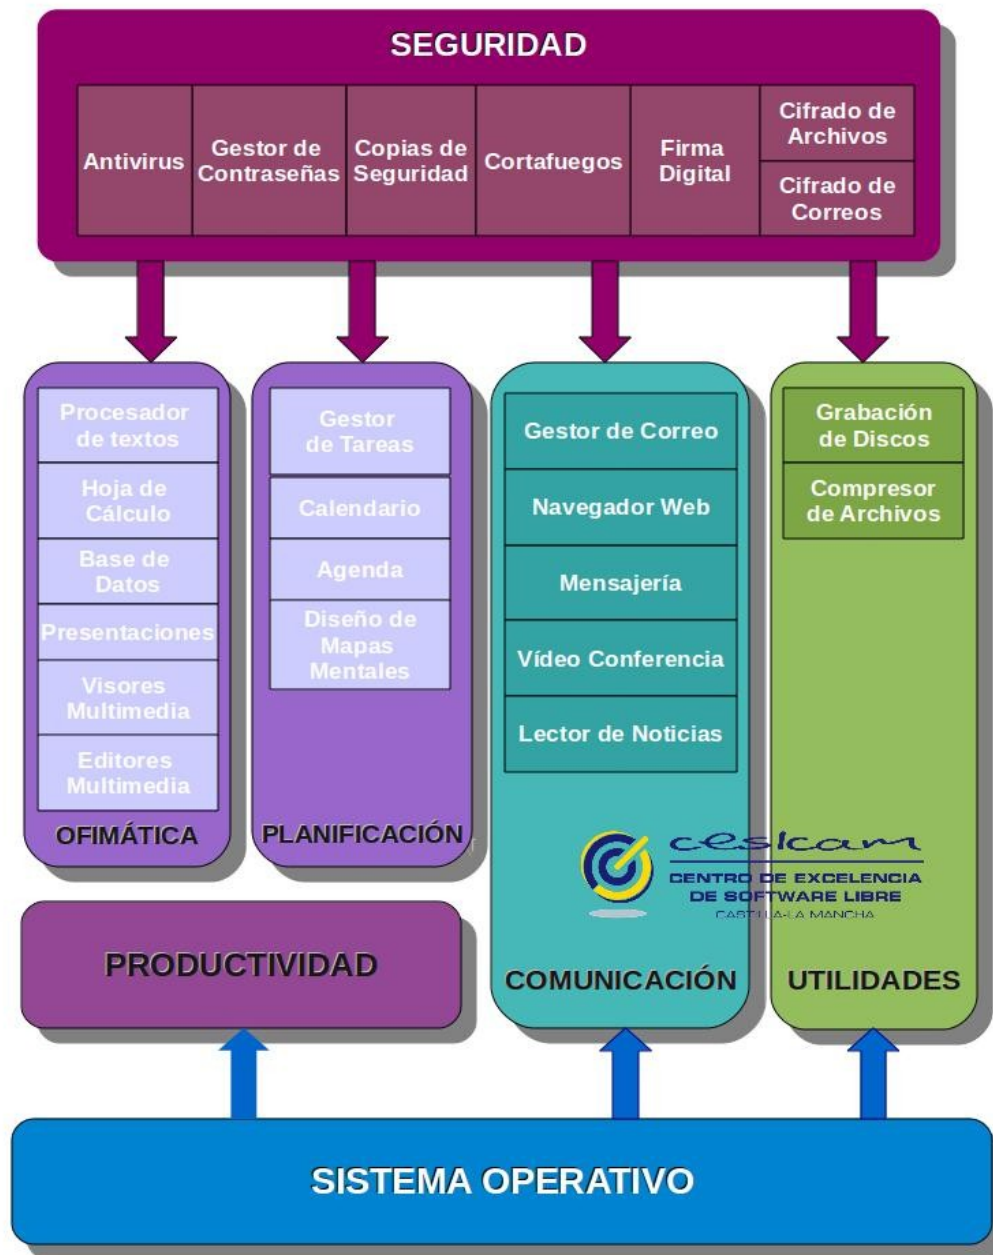 SEGURIDAD
Antivirus
Gestor de
Contraseñas
Copias de
Seguridad
Cortafuegos
Firma
Digital
Cifrado de
Archivos
Cifrado de
Correos
Procesador
de textos
Hoja de
Cálculo
Base de
Datos
Presentaciones
Visores
Multimedia
Editores
Multimedia
OFIMÁTICA
Gestor
de Tareas
Calendario
Agenda
Diseño de
Mapas
Mentales
PLANIFICACIÓN
PRODUCTIVIDAD
Gestor de Correo
Navegador Web
Mensajería
Vídeo Conferencia
Lector de Noticias
COMUNICACIÓN
Grabación
de Discos
Compresor
de Archivos
ceslcam
CENTRO DE EXCELENCIA
DE SOFTWARE LIBRE
CASTILLA-LA MANCHA
UTILIDADES
SISTEMA OPERATIVO